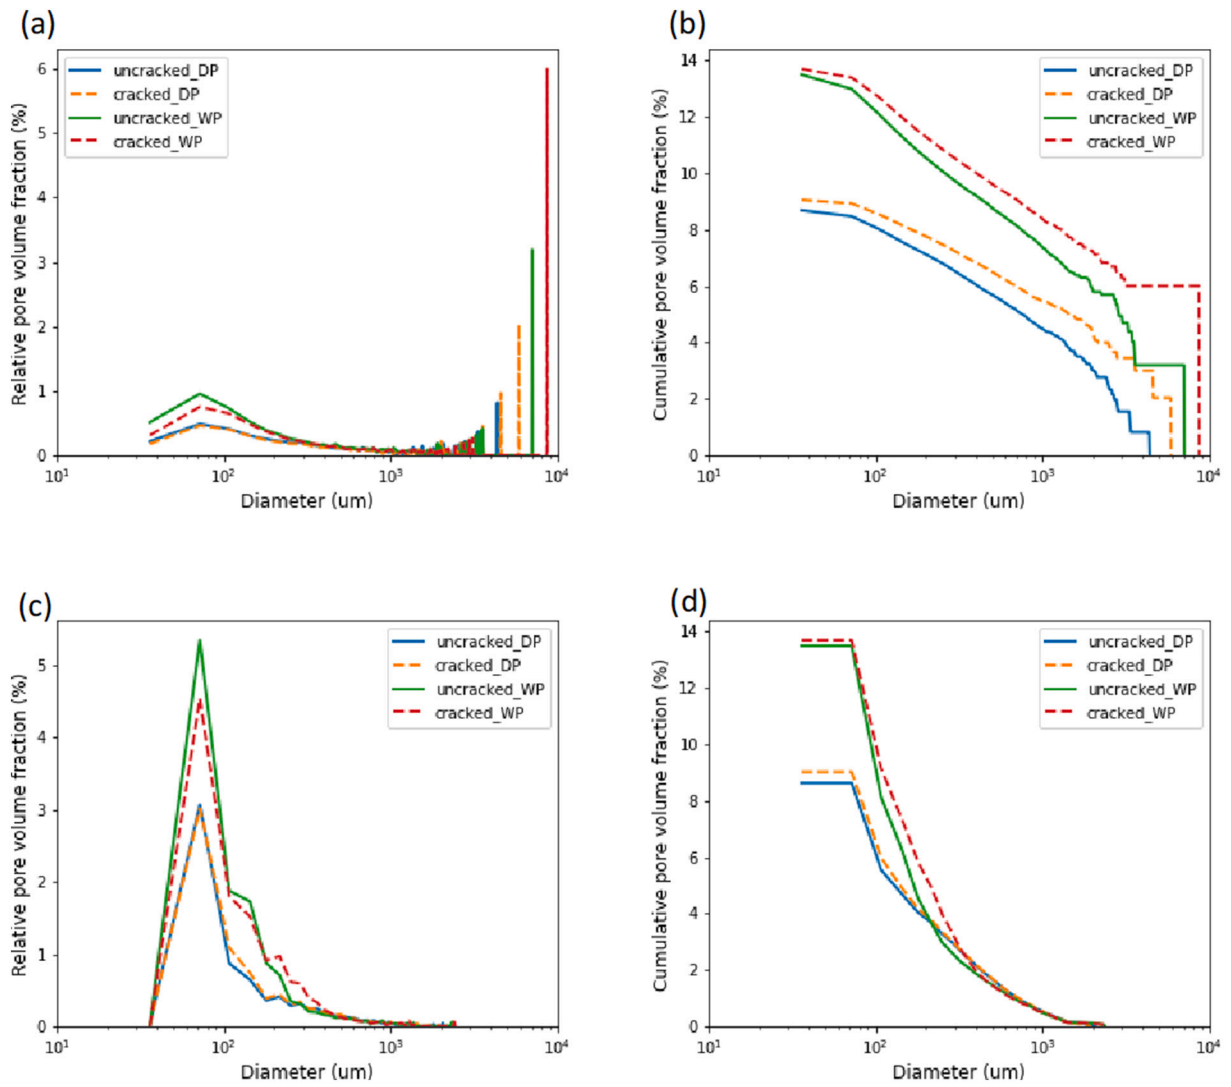 (a)
Relative pore volume fraction (%)
6
5
4
3
2
1
0
uncracked_DP
cracked_DP
uncracked_WP
cracked_WP
10¹ 10² 10³ 10⁴
Diameter (um)
(b)
Cumulative pore volume fraction (%)
14
12
10
8
6
4
2
0
uncracked_DP
cracked_DP
uncracked_WP
cracked_WP
10¹ 10² 10³ 10⁴
Diameter (um)
(c)
Relative pore volume fraction (%)
5
4
3
2
1
0
uncracked_DP
cracked_DP
uncracked_WP
cracked_WP
10¹ 10² 10³ 10⁴
Diameter (um)
(d)
Cumulative pore volume fraction (%)
14
12
10
8
6
4
2
0
uncracked_DP
cracked_DP
uncracked_WP
cracked_WP
10¹ 10² 10³ 10⁴
Diameter (um)